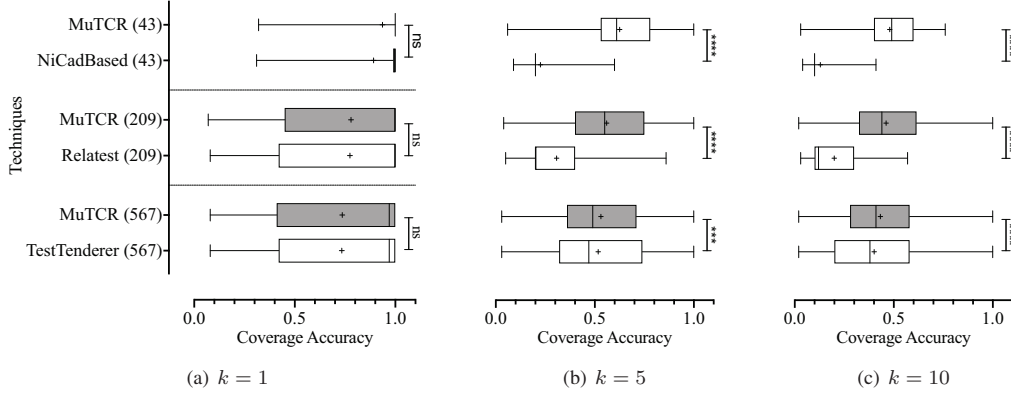 Techniques
MuTCR (43)
NiCadBased (43)
MuTCR (209)
Relatest (209)
MuTCR (567)
TestTenderer (567)
ns
ns
ns
0.0 0.5 1.0
Coverage Accuracy
(a) k = 1
****
****
***
0.0 0.5 1.0
Coverage Accuracy
(b) k = 5
0.0 0.5 1.0
Coverage Accuracy
(c) k = 10